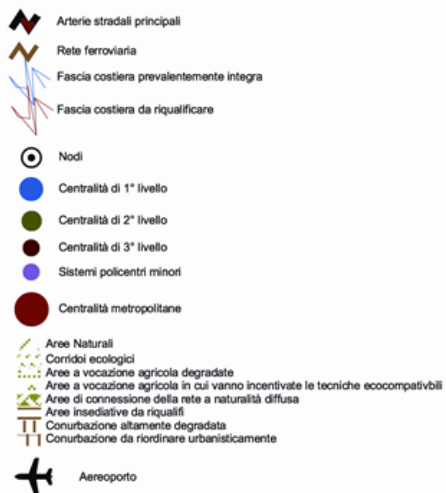 Arterie stradali principali
Rete ferroviaria
Fascia costiera prevalentemente integra
Fascia costiera da riqualificare
Nodi
Centralità di 1° livello
Centralità di 2° livello
Centralità di 3° livello
Sistemi policentri minori
Centralità metropolitane
Aree Naturali
Corridoi ecologici
Aree a vocazione agricola degradate
Aree a vocazione agricola in cui vanno incentivate le tecniche ecocompativbili
Aree di connessione della rete a naturalità diffusa
Aree insediative da riqualifi
Conurbazione altamente degradata
Conurbazione da riordinare urbanisticamente
Aereoporto